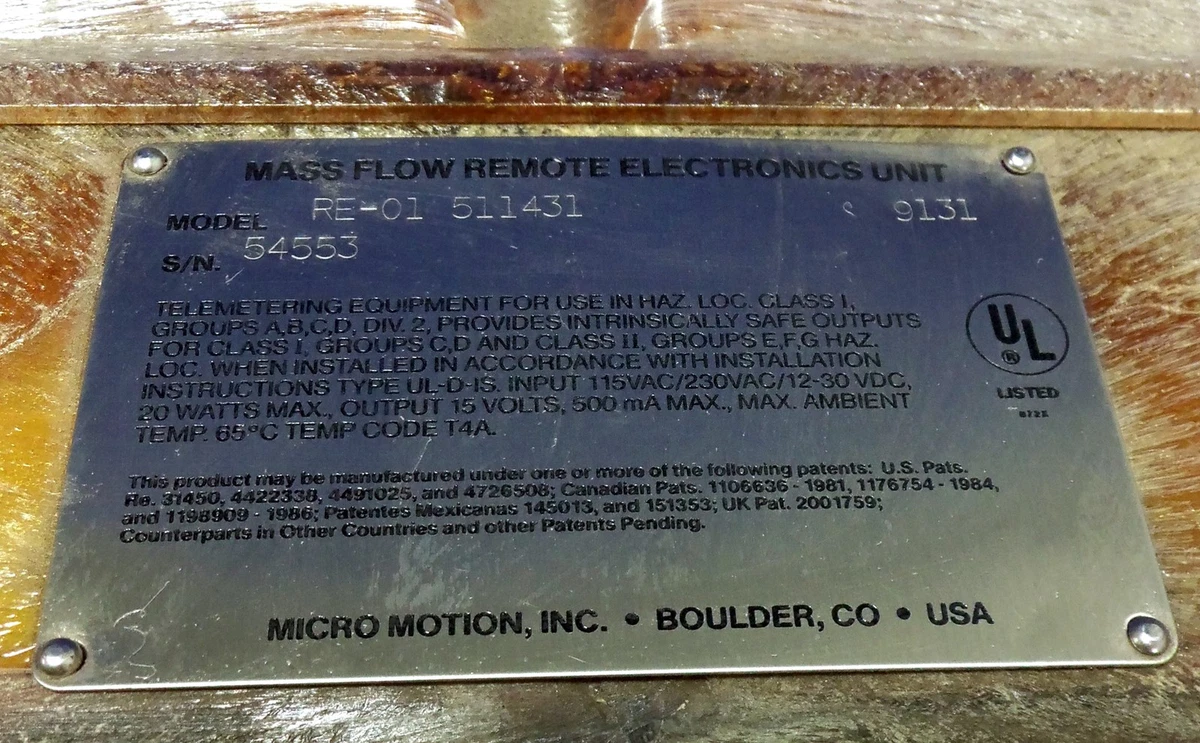 MASS FLOW REMOTE ELECTRONICS UNIT
MODEL RE-01 511431 9131
S/N. 54553
TELEMETERING EQUIPMENT FOR USE IN HAZ. LOC. CLASS I,
GROUPS A,B,C,D, DIV. 2, PROVIDES INTRINSICALLY SAFE OUTPUTS
FOR CLASS I, GROUPS C,D AND CLASS II, GROUPS E,F,G HAZ.
LOC. WHEN INSTALLED IN ACCORDANCE WITH INSTALLATION
INSTRUCTIONS TYPE UL-D-IS. INPUT 115VAC/230VAC/12-30 VDC,
20 WATTS MAX., OUTPUT 15 VOLTS, 500 mA MAX., MAX. AMBIENT
TEMP. 65°C TEMP CODE T4A.
UL ®
LISTED
872X
This product may be manufactured under one or more of the following patents: U.S. Pats.
Re. 31450, 4422338, 4491025, and 4726508; Canadian Pats. 1106636 - 1981, 1176754 - 1984,
and 1198909 - 1986; Patentes Mexicanas 145013, and 151353; UK Pat. 2001759;
Counterparts in Other Countries and other Patents Pending.
MICRO MOTION, INC. • BOULDER, CO • USA